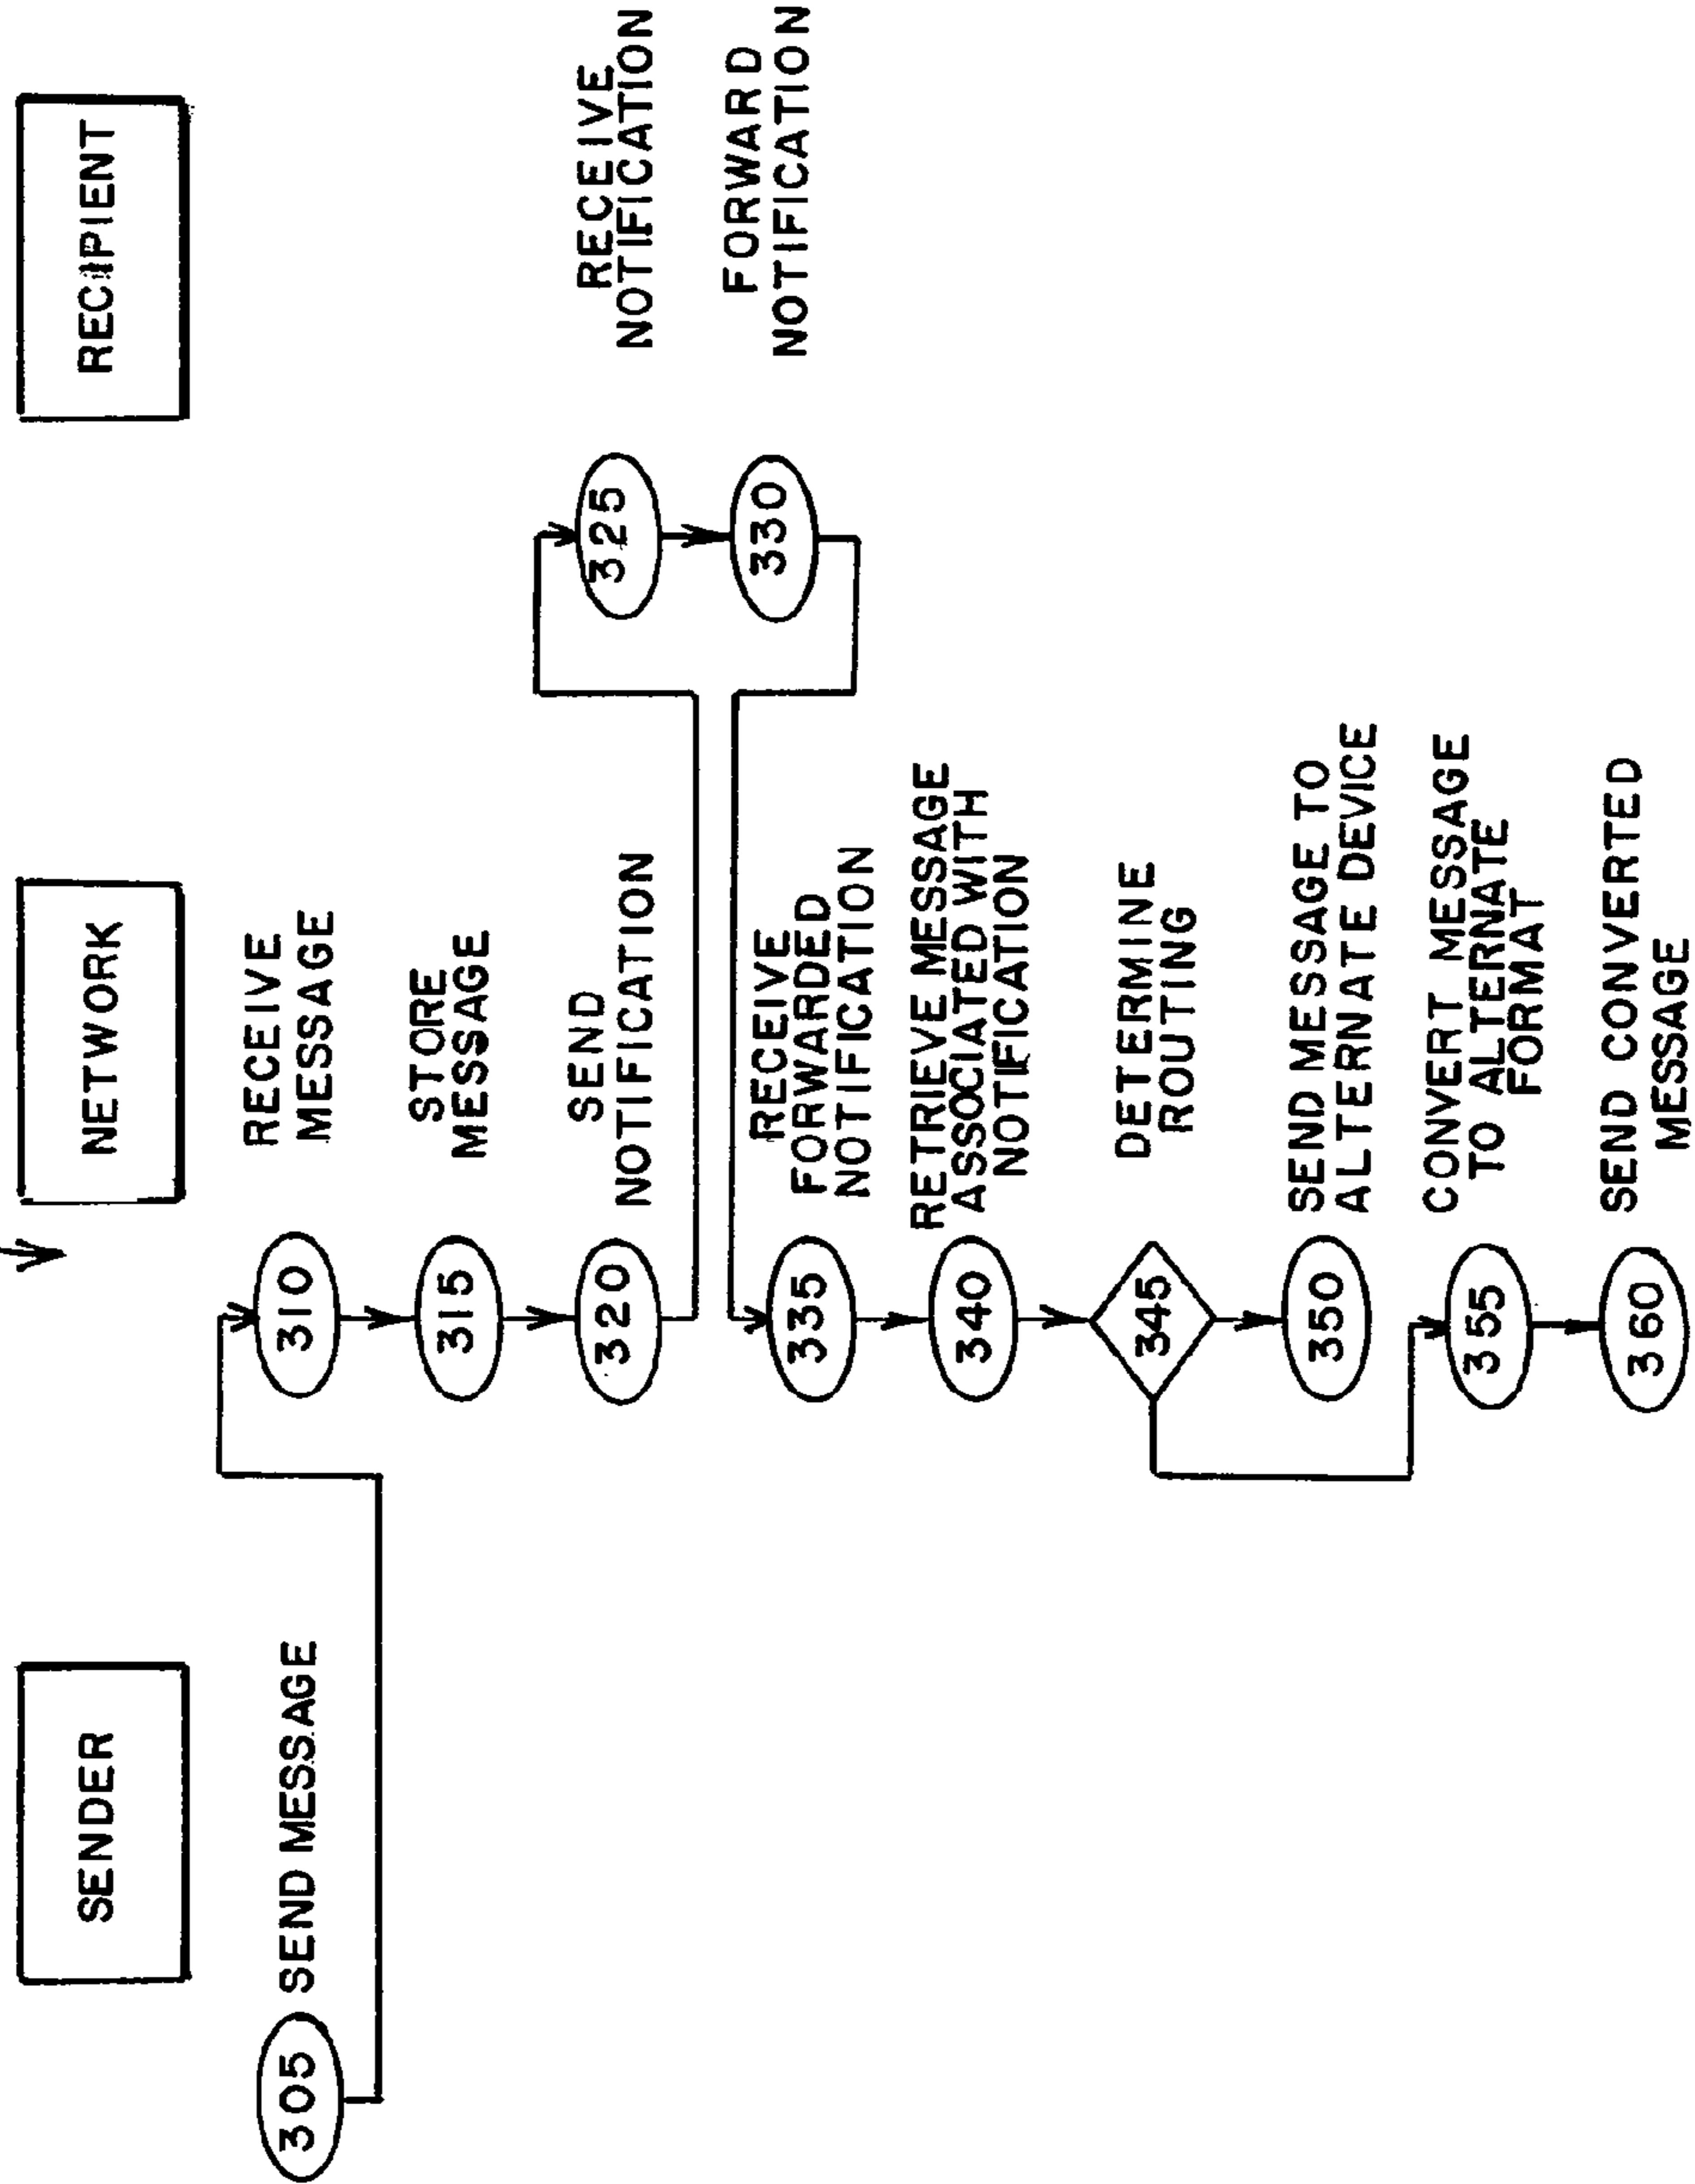 SENDER
NETWORK
RECIPIENT
305
SEND MESSAGE
310
RECEIVE
MESSAGE
315
STORE
MESSAGE
320
SEND
NOTIFICATION
325
RECEIVE
NOTIFICATION
330
FORWARD
NOTIFICATION
335
RECEIVE
FORWARDED
NOTIFICATION
340
RETRIEVE MESSAGE
ASSOCIATED WITH
NOTIFICATION
345
DETERMINE
ROUTING
350
SEND MESSAGE TO
ALTERNATE DEVICE
355
CONVERT MESSAGE
TO ALTERNATE
FORMAT
360
SEND CONVERTED
MESSAGE